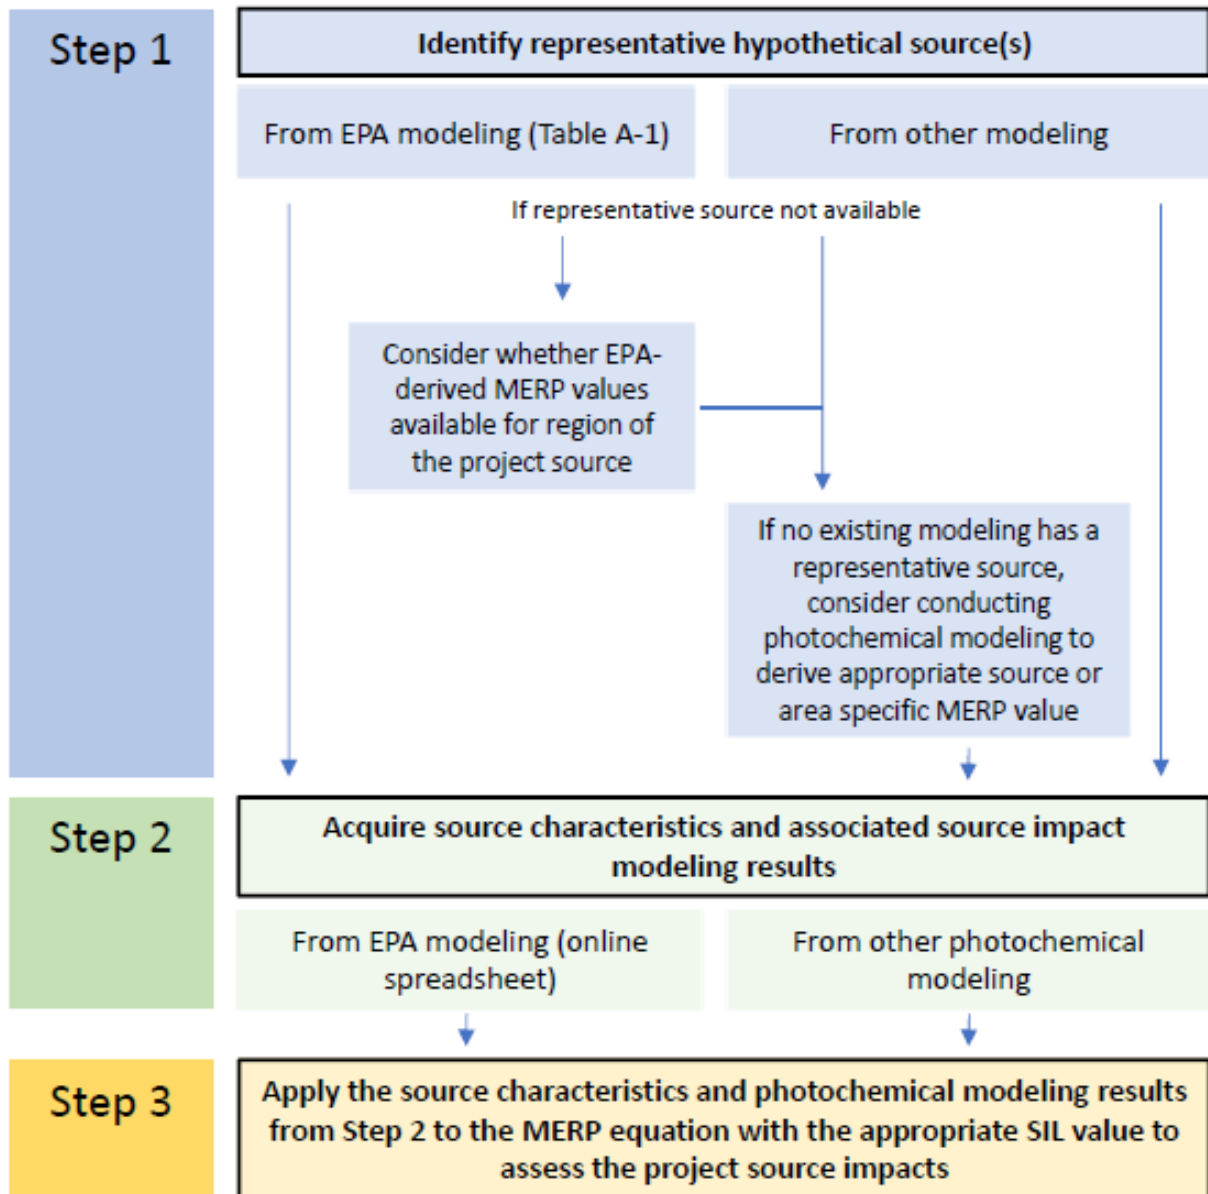 Step 1
Identify representative hypothetical source(s)
From EPA modeling (Table A-1)
From other modeling
If representative source not available
Consider whether EPA-
derived MERP values
available for region of
the project source
If no existing modeling has a
representative source,
consider conducting
photochemical modeling to
derive appropriate source or
area specific MERP value
Step 2
Acquire source characteristics and associated source impact
modeling results
From EPA modeling (online
spreadsheet)
From other photochemical
modeling
Step 3
Apply the source characteristics and photochemical modeling results
from Step 2 to the MERP equation with the appropriate SIL value to
assess the project source impacts